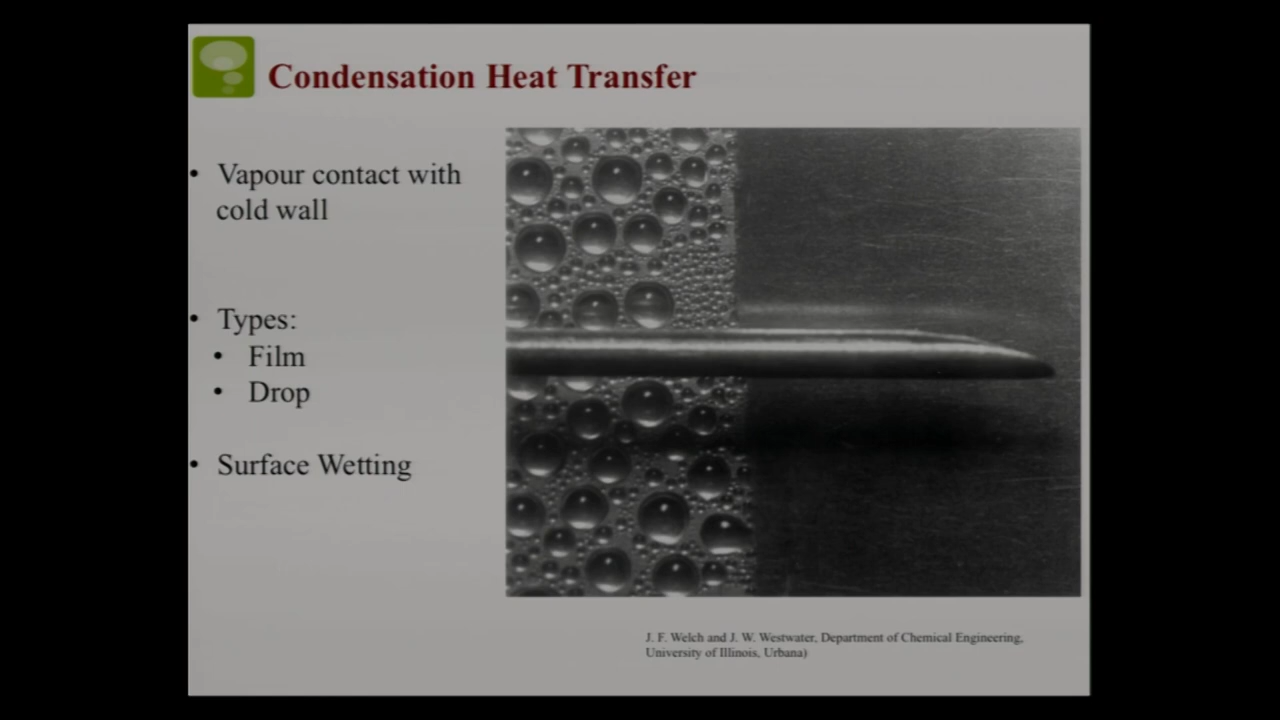 Condensation Heat Transfer
• Vapour contact with
cold wall
• Types:
• Film
• Drop
• Surface Wetting
J. F. Welch and J. W. Westwater, Department of Chemical Engineering,
University of Illinois, Urbana)